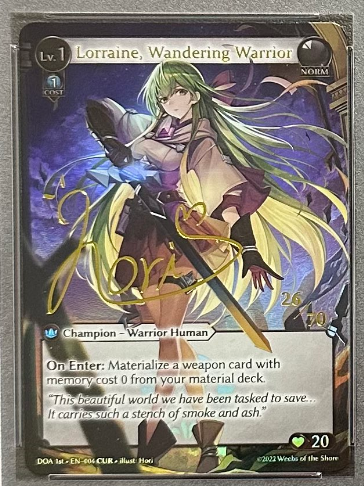 Lv. 1 Lorraine, Wandering Warrior
1
COST
NORM
Hori
26
50
Champion - Warrior Human
On Enter: Materialize a weapon card with
memory cost 0 from your material deck.
"This beautiful world we have been tasked to save...
It carries such a stench of smoke and ash."
20
DOA 1st • EN-004 CUR • illust. Hori
©2022 Weebs of the Shore